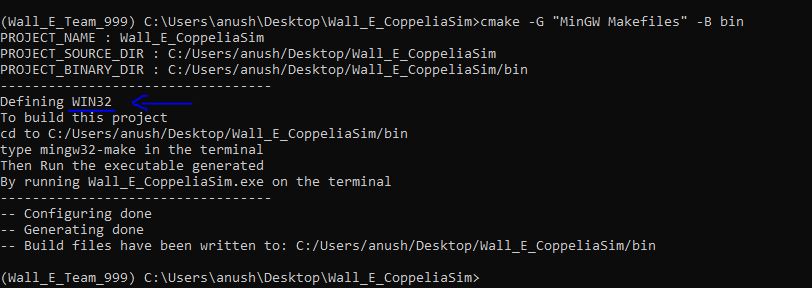 (Wall_E_Team_999) C:\Users\anush\Desktop\Wall_E_CoppeliaSim>cmake -G "MinGW Makefiles" -B bin
PROJECT_NAME : Wall_E_CoppeliaSim
PROJECT_SOURCE_DIR : C:/Users/anush/Desktop/Wall_E_CoppeliaSim
PROJECT_BINARY_DIR : C:/Users/anush/Desktop/Wall_E_CoppeliaSim/bin
----------------------------------
Defining WIN32
To build this project
cd to C:/Users/anush/Desktop/Wall_E_CoppeliaSim/bin
type mingw32-make in the terminal
Then Run the executable generated
By running Wall_E_CoppeliaSim.exe on the terminal
----------------------------------
-- Configuring done
-- Generating done
-- Build files have been written to: C:/Users/anush/Desktop/Wall_E_CoppeliaSim/bin
(Wall_E_Team_999) C:\Users\anush\Desktop\Wall_E_CoppeliaSim>